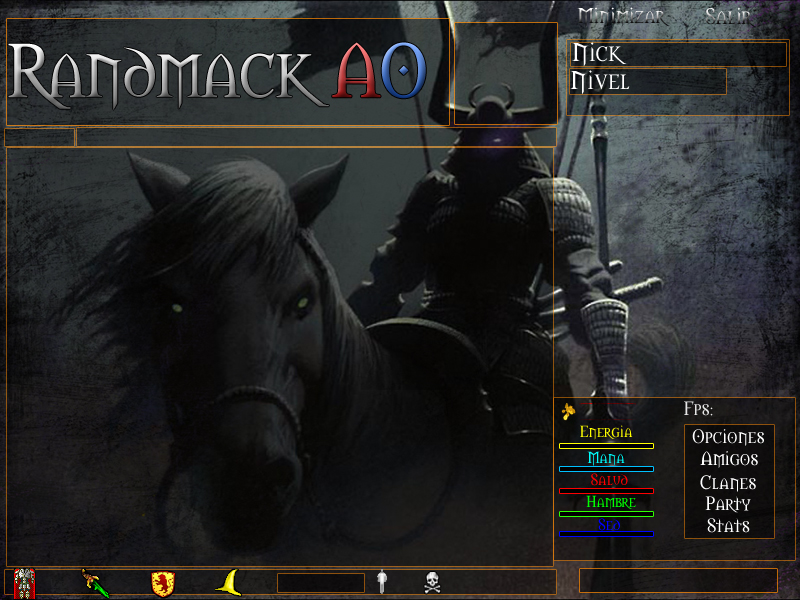 Minimizar Salir
Randmack AO
Nick
Nivel
Fps:
Energia
Mana
Salud
Hambre
Sed
Opciones
Amigos
Clanes
Party
Stats